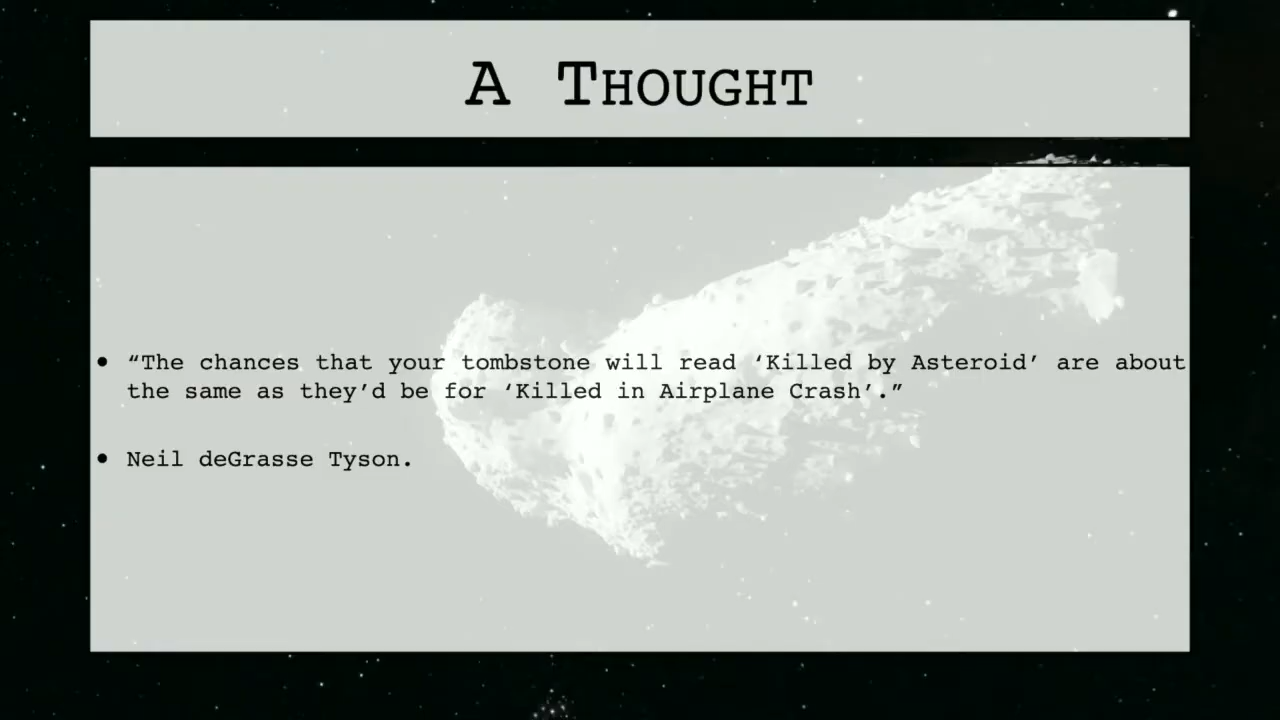 A Thought
• “The chances that your tombstone will read ‘Killed by Asteroid’ are about
the same as they’d be for ‘Killed in Airplane Crash’.”
• Neil deGrasse Tyson.